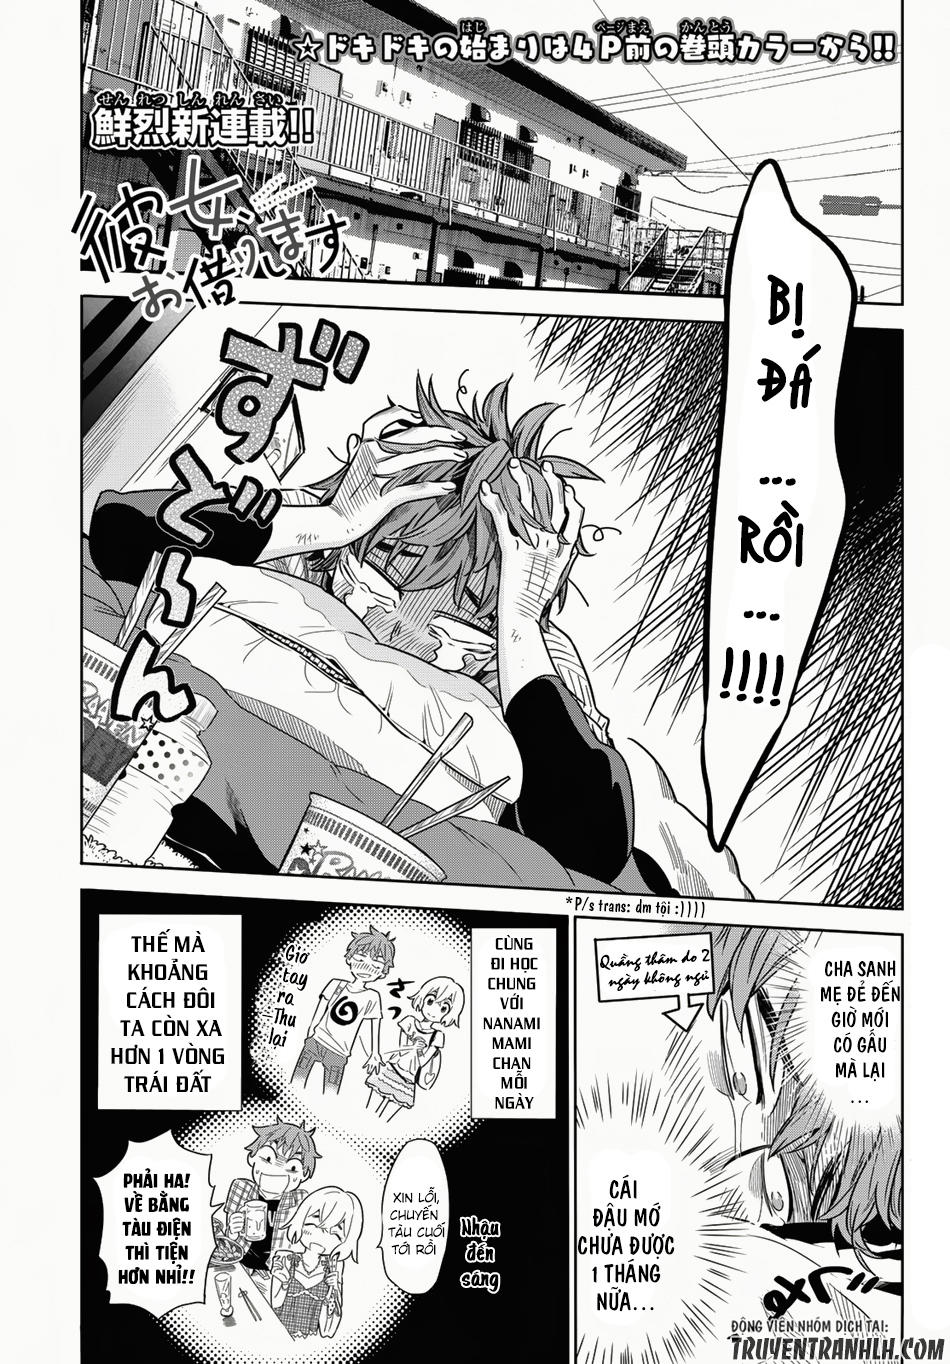 ☆ドキドキの始まりは4P前の巻頭カラーから!!
鮮烈新連載!!
彼女、
お借りします
BỊ
ĐÁ
...
RỒI
...
!!!!
ずど〜ん
RAMEN
RAMEN
*P/s trans: dm tội :))))
Quầng thâm do 2
ngày không ngủ
CHA SANH
MẸ ĐẺ ĐẾN
GIỜ MỚI
CÓ GẤU
MÀ LẠI
...
CÁI
ĐẬU MÓ
CHƯA ĐƯỢC
1 THÁNG
NỮA...
CÙNG
ĐI HỌC
CHUNG VỚI
NANAMI
MAMI
CHAN MỖI
NGÀY
Giơ
tay
ra
Thu
lại
さっ
THẾ MÀ
KHOẢNG
CÁCH ĐÔI
TA CÒN XA
HƠN 1 VÒNG
TRÁI ĐẤT
XIN LỖI,
CHUYẾN
TÀU CUỐI
TỚI RỒI
Nhậu
đến
sáng
PHẢI HA!
VỀ BẰNG
TÀU ĐIỆN
THÌ TIỆN
HƠN NHỈ!!
ĐỘNG VIÊN NHÓM DỊCH TẠI:
TRUYENTRANHLH.COM